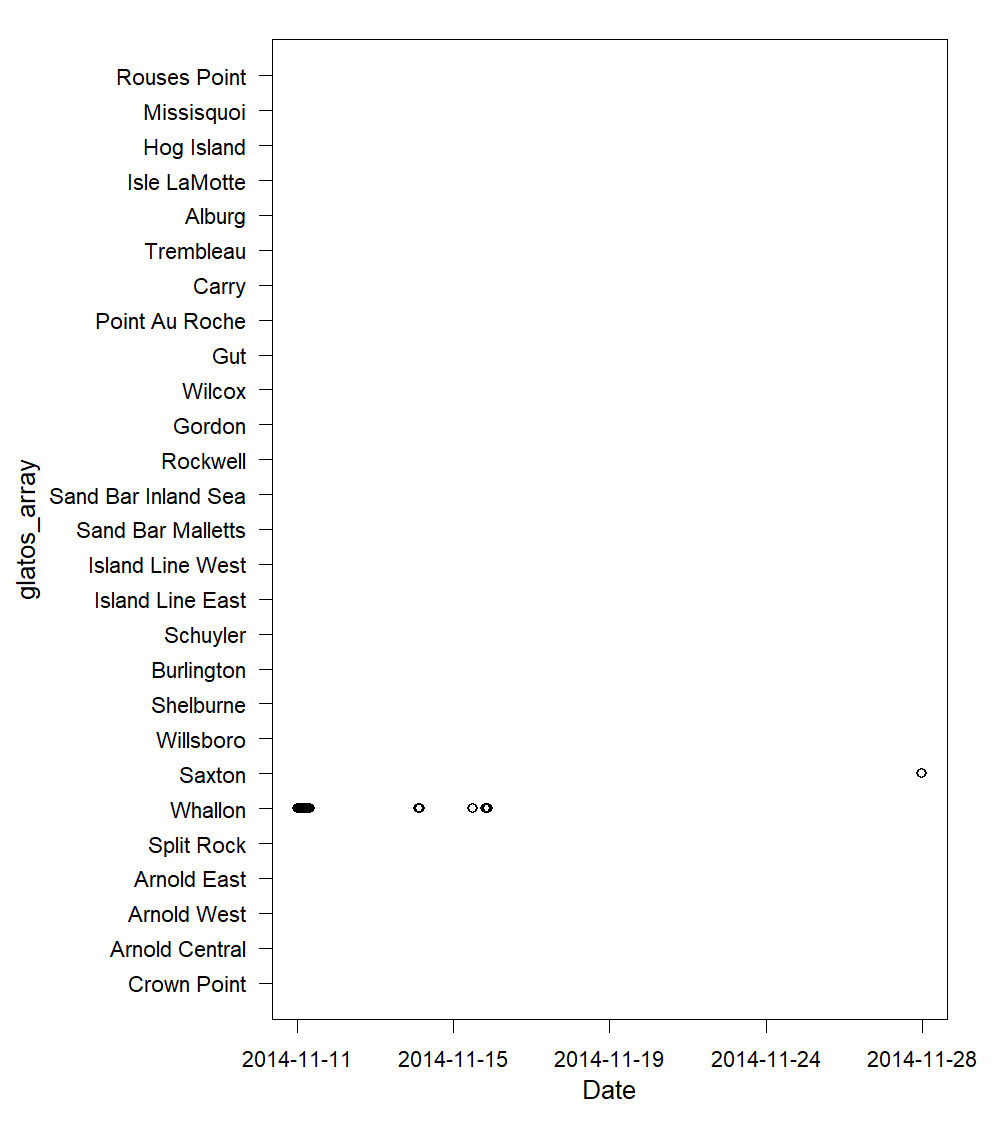 Rouses Point
Missisquoi
Hog Island
Isle LaMotte
Alburg
Trembleau
Carry
Point Au Roche
Gut
Wilcox
Gordon
Rockwell
Sand Bar Inland Sea
Sand Bar Malletts
Island Line West
Island Line East
Schuyler
Burlington
Shelburne
Willsboro
Saxton
Whallon
Split Rock
Arnold East
Arnold West
Arnold Central
Crown Point
glatos_array
2014-11-11 2014-11-15 2014-11-19 2014-11-24 2014-11-28
Date